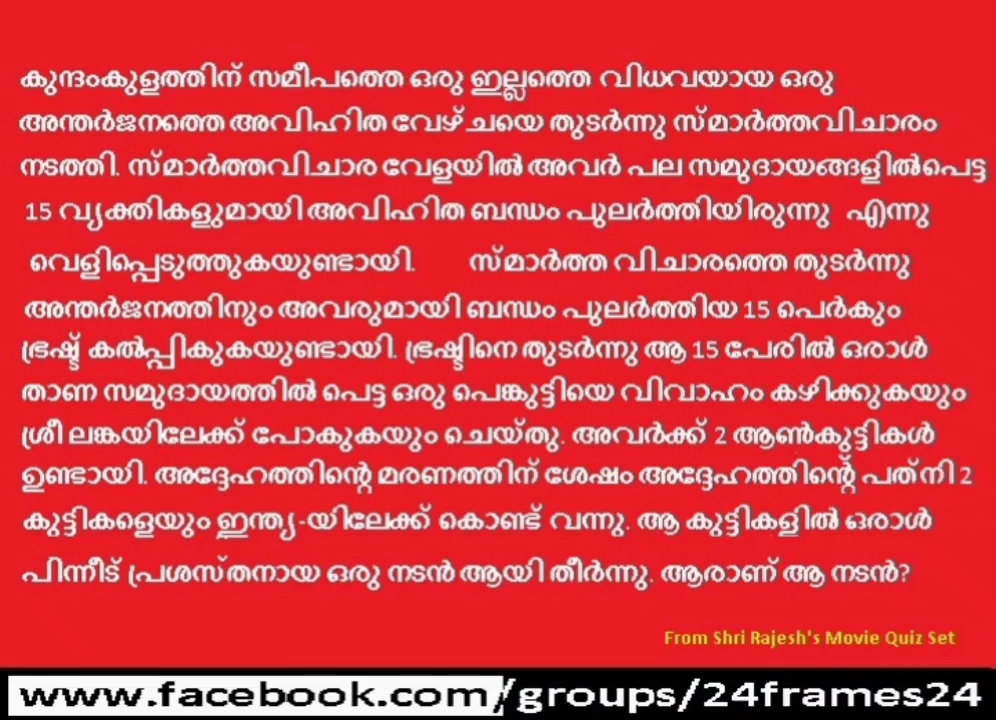 കുന്ദംകുളത്തിന് സമീപത്തെ ഒരു ഇല്ലത്തെ വിധവയായ ഒരു
അന്തർജനത്തെ അവിഹിത വേഴ്ചയെ തുടർന്നു സ്മാർത്തവിചാരം
നടത്തി. സ്മാർത്തവിചാര വേളയിൽ അവർ പല സമുദായങ്ങളിൽപെട്ട
15 വ്യക്തികളുമായി അവിഹിത ബന്ധം പുലർത്തിയിരുന്നു എന്നു
വെളിപ്പെടുത്തുകയുണ്ടായി. സ്മാർത്ത വിചാരത്തെ തുടർന്നു
അന്തർജനത്തിനും അവരുമായി ബന്ധം പുലർത്തിയ 15 പെർകും
ഭ്രഷ്ട്ട് കൽപ്പികുകയുണ്ടായി. ഭ്രഷ്ടിനെ തുടർന്നു ആ 15 പേരിൽ ഒരാൾ
താണ സമുദായത്തിൽ പെട്ട ഒരു പെങ്കുട്ടിയെ വിവാഹം കഴിക്കുകയും
ശ്രീ ലങ്കയിലേക്ക് പോകുകയും ചെയ്തു. അവർക്ക് 2 ആൺകുട്ടികൾ
ഉണ്ടായി. അദ്ദേഹത്തിന്റെ മരണത്തിന് ശേഷം അദ്ദേഹത്തിന്റെ് പത്നി 2
കുട്ടികളെയും ഇന്ത്യ-യിലേക്ക് കൊണ്ട് വന്നു. ആ കുട്ടികളിൽ ഒരാൾ
പിന്നീട് പ്രശസ്തനായ ഒരു നടൻ ആയി തീർന്നു. ആരാണ് ആ നടൻ?
From Shri Rajesh's Movie Quiz Set
www.facebook.com/groups/24frames24